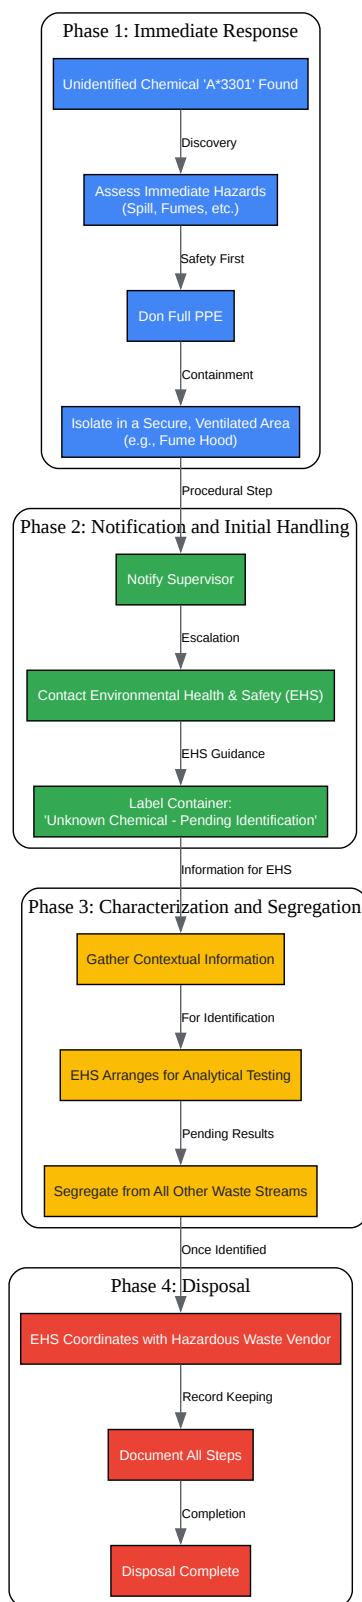 Phase 1: Immediate Response
Unidentified Chemical 'A*3301' Found
Discovery
Assess Immediate Hazards
(Spill, Fumes, etc.)
Safety First
Don Full PPE
Containment
Isolate in a Secure, Ventilated Area
(e.g., Fume Hood)
Procedural Step
Phase 2: Notification and Initial Handling
Notify Supervisor
Escalation
Contact Environmental Health & Safety (EHS)
EHS Guidance
Label Container:
'Unknown Chemical - Pending Identification'
Information for EHS
Phase 3: Characterization and Segregation
Gather Contextual Information
For Identification
EHS Arranges for Analytical Testing
Pending Results
Segregate from All Other Waste Streams
Once Identified
Phase 4: Disposal
EHS Coordinates with Hazardous Waste Vendor
Record Keeping
Document All Steps
Completion
Disposal Complete